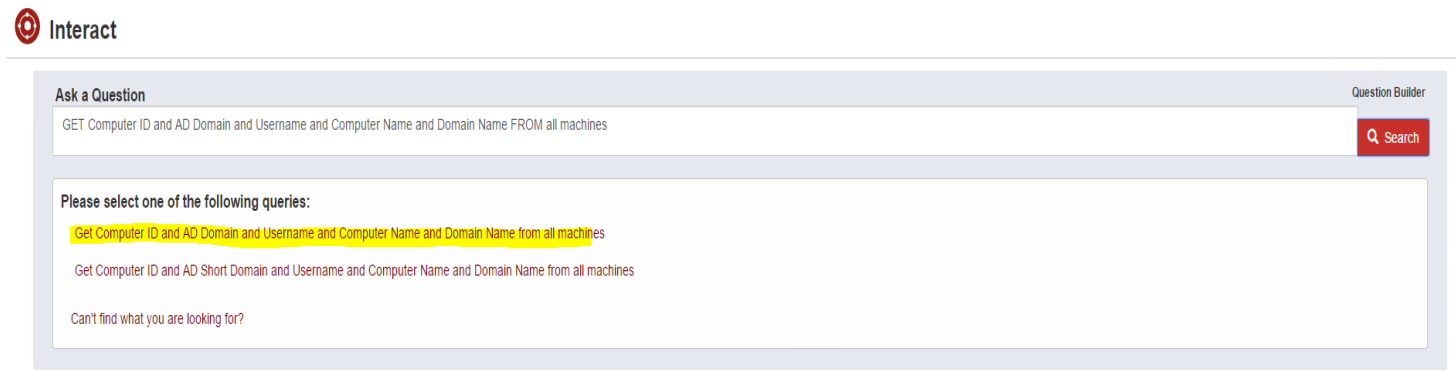 Interact
Ask a Question
Question Builder
GET Computer ID and AD Domain and Username and Computer Name and Domain Name FROM all machines
Search
Please select one of the following queries:
Get Computer ID and AD Domain and Username and Computer Name and Domain Name from all machines
Get Computer ID and AD Short Domain and Username and Computer Name and Domain Name from all machines
Can't find what you are looking for?